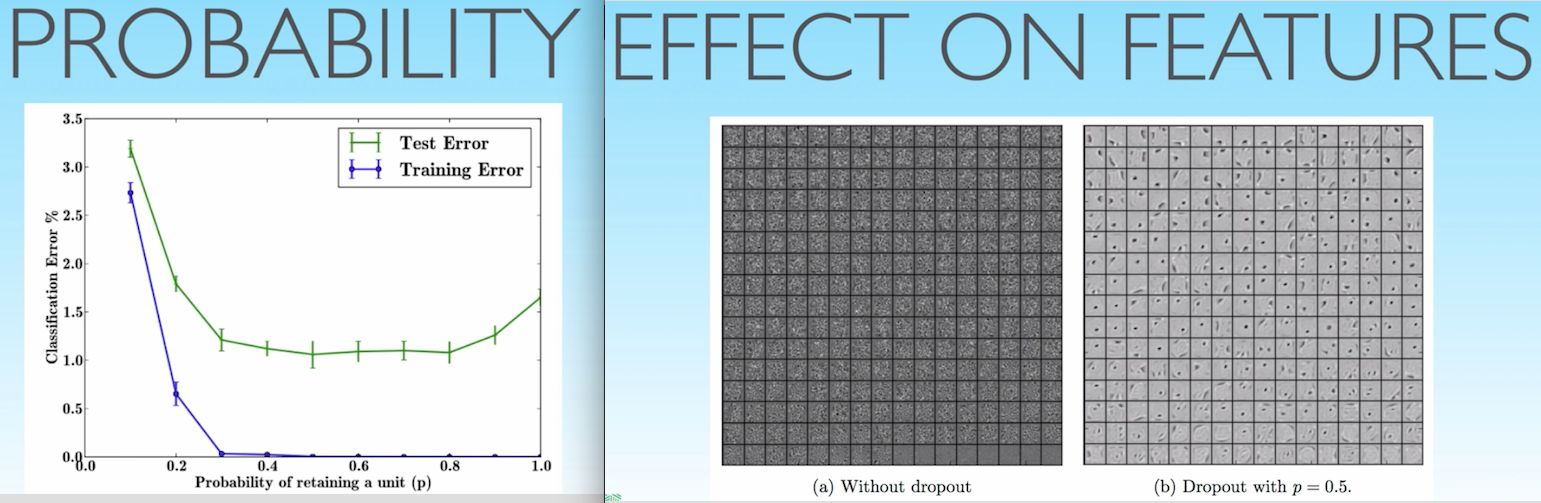 PROBABILITY
3.5
3.0
2.5
2.0
1.5
1.0
0.5
0.0
Classification Error %
Test Error
Training Error
0.0 0.2 0.4 0.6 0.8 1.0
Probability of retaining a unit (p)
EFFECT ON FEATURES
(a) Without dropout
(b) Dropout with p = 0.5.